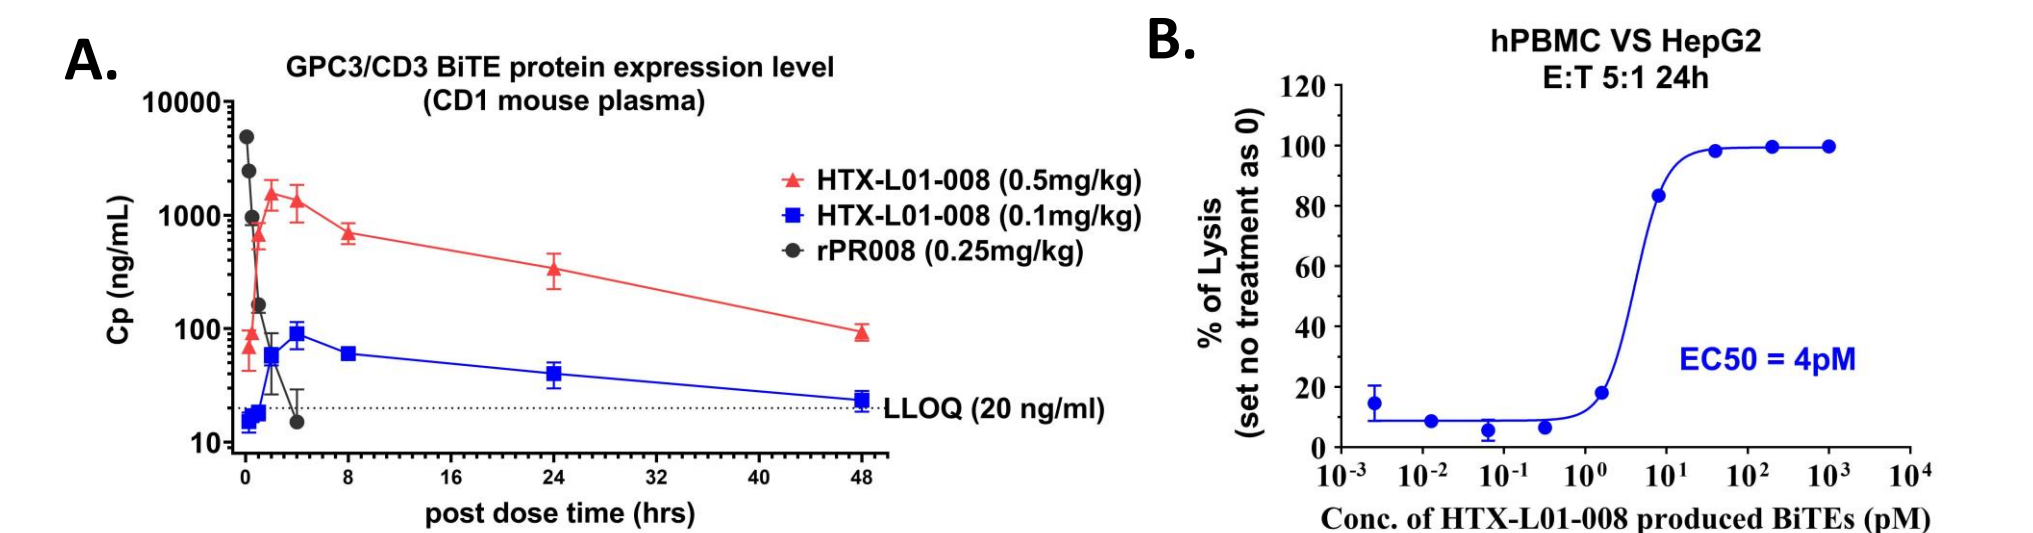 A.
GPC3/CD3 BiTE protein expression level
(CD1 mouse plasma)
Cp (ng/mL)
10000
1000
100
10
0 8 16 24 32 40 48
post dose time (hrs)
HTX-L01-008 (0.5mg/kg)
HTX-L01-008 (0.1mg/kg)
rPR008 (0.25mg/kg)
LLOQ (20 ng/ml)
B.
hPBMC VS HepG2
E:T 5:1 24h
% of Lysis
(set no treatment as 0)
120
100
80
60
40
20
0
EC50 = 4pM
10⁻³ 10⁻² 10⁻¹ 10⁰ 10¹ 10² 10³ 10⁴
Conc. of HTX-L01-008 produced BiTEs (pM)